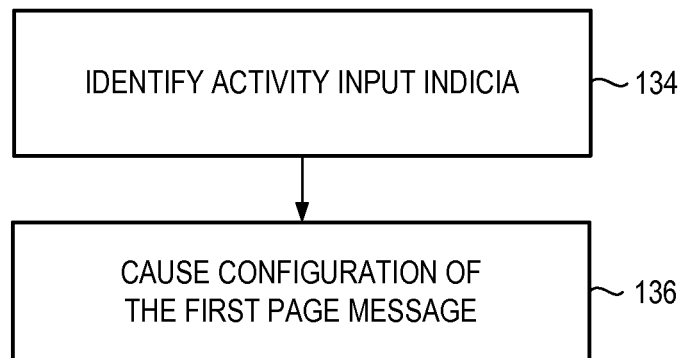 IDENTIFY ACTIVITY INPUT INDICIA
134
CAUSE CONFIGURATION OF
THE FIRST PAGE MESSAGE
136